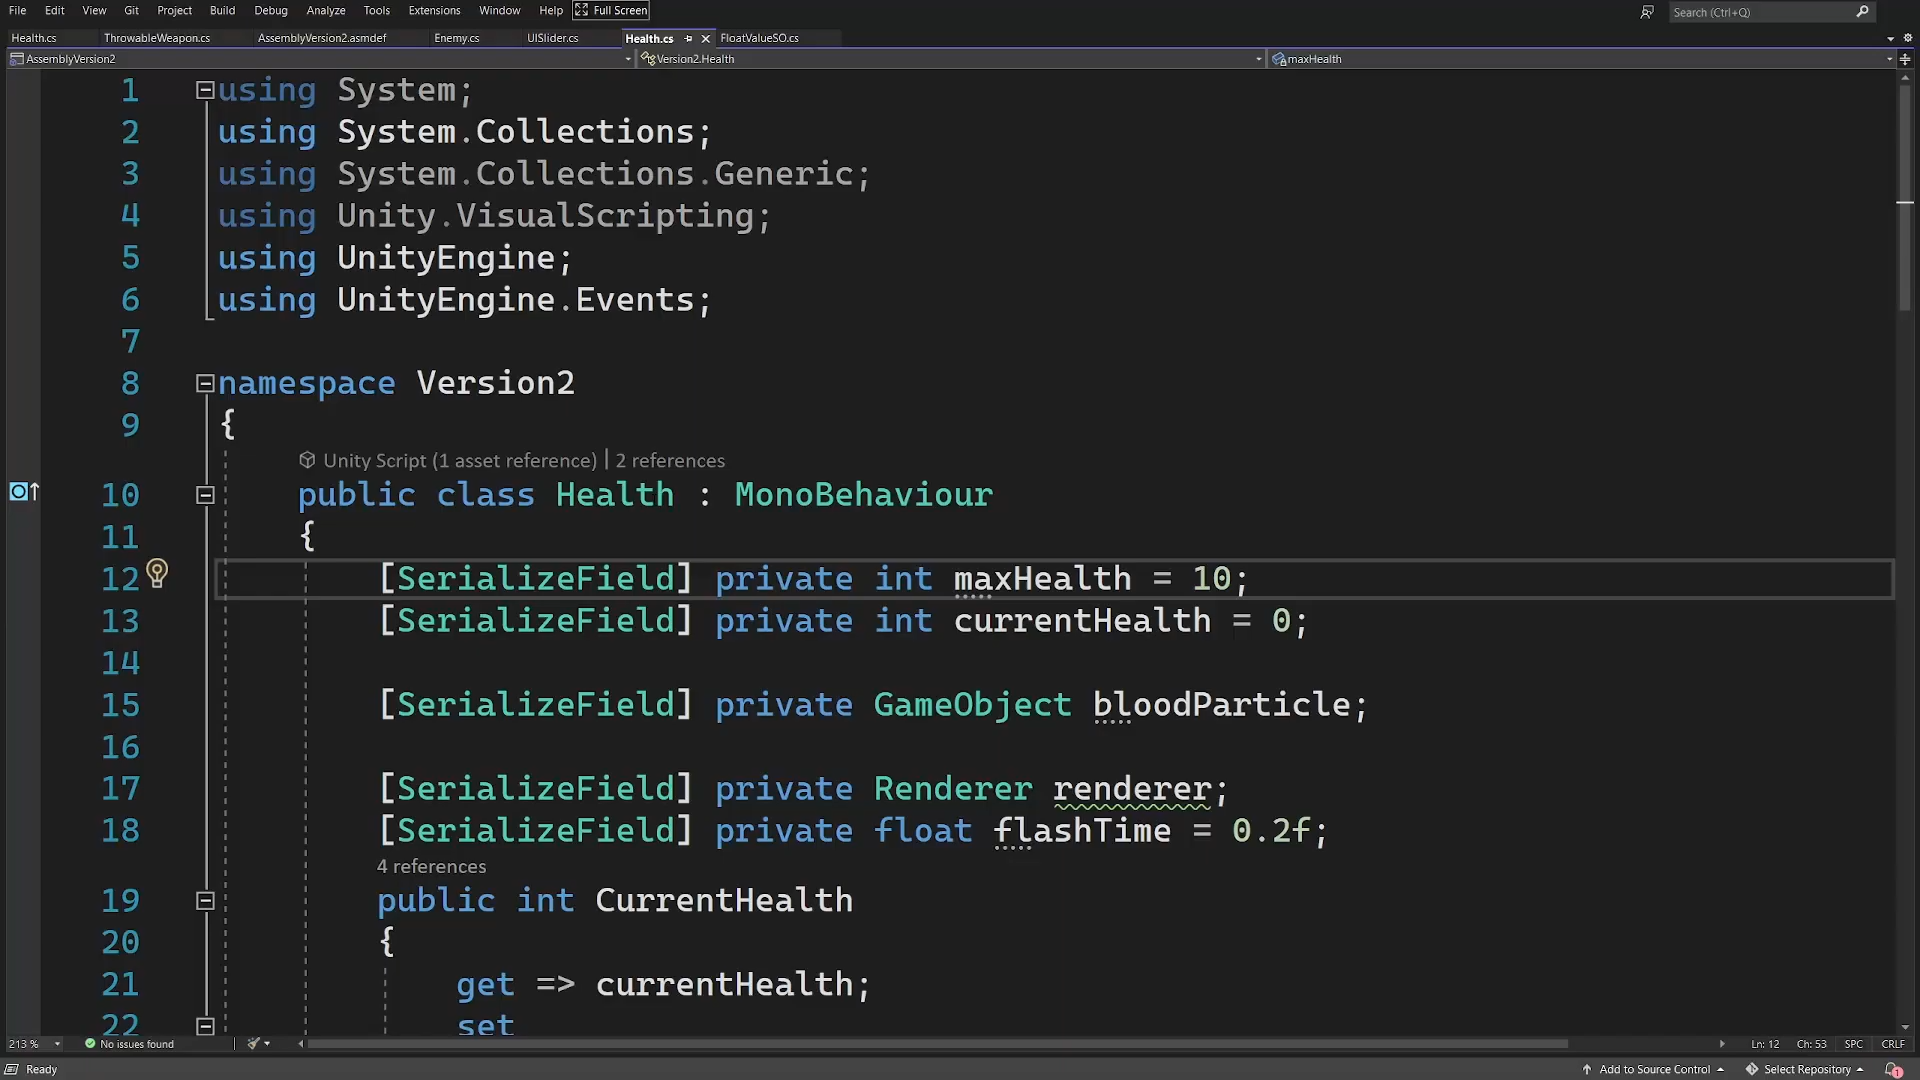 File Edit View Git Project Build Debug Analyze Tools Extensions Window Help Full Screen Search (Ctrl+Q)
Health.cs ThrowableWeapon.cs AssemblyVersion2.asmdef Enemy.cs UISlider.cs Health.cs FloatValueSO.cs
AssemblyVersion2 Version2.Health maxHealth
1 using System;
2 using System.Collections;
3 using System.Collections.Generic;
4 using Unity.VisualScripting;
5 using UnityEngine;
6 using UnityEngine.Events;
7
8 namespace Version2
9 {
Unity Script (1 asset reference) | 2 references
10 public class Health : MonoBehaviour
11 {
12 [SerializeField] private int maxHealth = 10;
13 [SerializeField] private int currentHealth = 0;
14
15 [SerializeField] private GameObject bloodParticle;
16
17 [SerializeField] private Renderer renderer;
18 [SerializeField] private float flashTime = 0.2f;
4 references
19 public int CurrentHealth
20 {
21 get => currentHealth;
22 set
213 % No issues found Ln: 12 Ch: 53 SPC CRLF
Ready Add to Source Control Select Repository 1